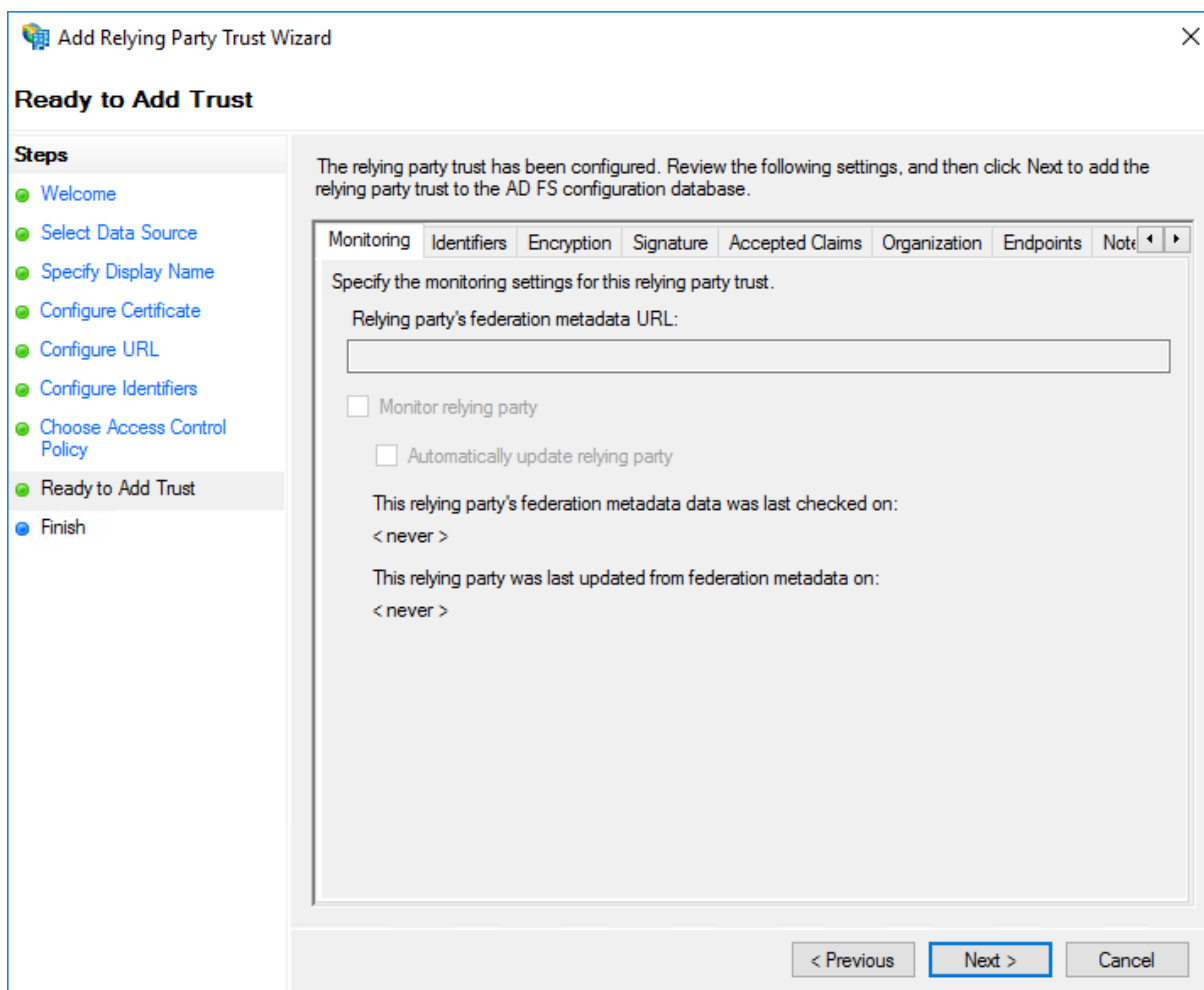 Add Relying Party Trust Wizard
Ready to Add Trust
Steps
Welcome
Select Data Source
Specify Display Name
Configure Certificate
Configure URL
Configure Identifiers
Choose Access Control
Policy
Ready to Add Trust
Finish
The relying party trust has been configured. Review the following settings, and then click Next to add the
relying party trust to the AD FS configuration database.
Monitoring Identifiers Encryption Signature Accepted Claims Organization Endpoints Note
Specify the monitoring settings for this relying party trust.
Relying party's federation metadata URL:
Monitor relying party
Automatically update relying party
This relying party's federation metadata data was last checked on:
< never >
This relying party was last updated from federation metadata on:
< never >
< Previous Next > Cancel